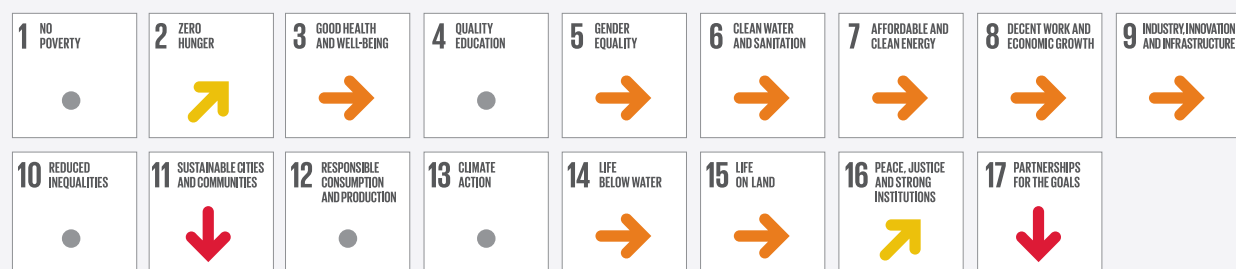 1 NO
POVERTY
2 ZERO
HUNGER
3 GOOD HEALTH
AND WELL-BEING
4 QUALITY
EDUCATION
5 GENDER
EQUALITY
6 CLEAN WATER
AND SANITATION
7 AFFORDABLE AND
CLEAN ENERGY
8 DECENT WORK AND
ECONOMIC GROWTH
9 INDUSTRY, INNOVATION
AND INFRASTRUCTURE
10 REDUCED
INEQUALITIES
11 SUSTAINABLE CITIES
AND COMMUNITIES
12 RESPONSIBLE
CONSUMPTION
AND PRODUCTION
13 CLIMATE
ACTION
14 LIFE
BELOW WATER
15 LIFE
ON LAND
16 PEACE, JUSTICE
AND STRONG
INSTITUTIONS
17 PARTNERSHIPS
FOR THE GOALS